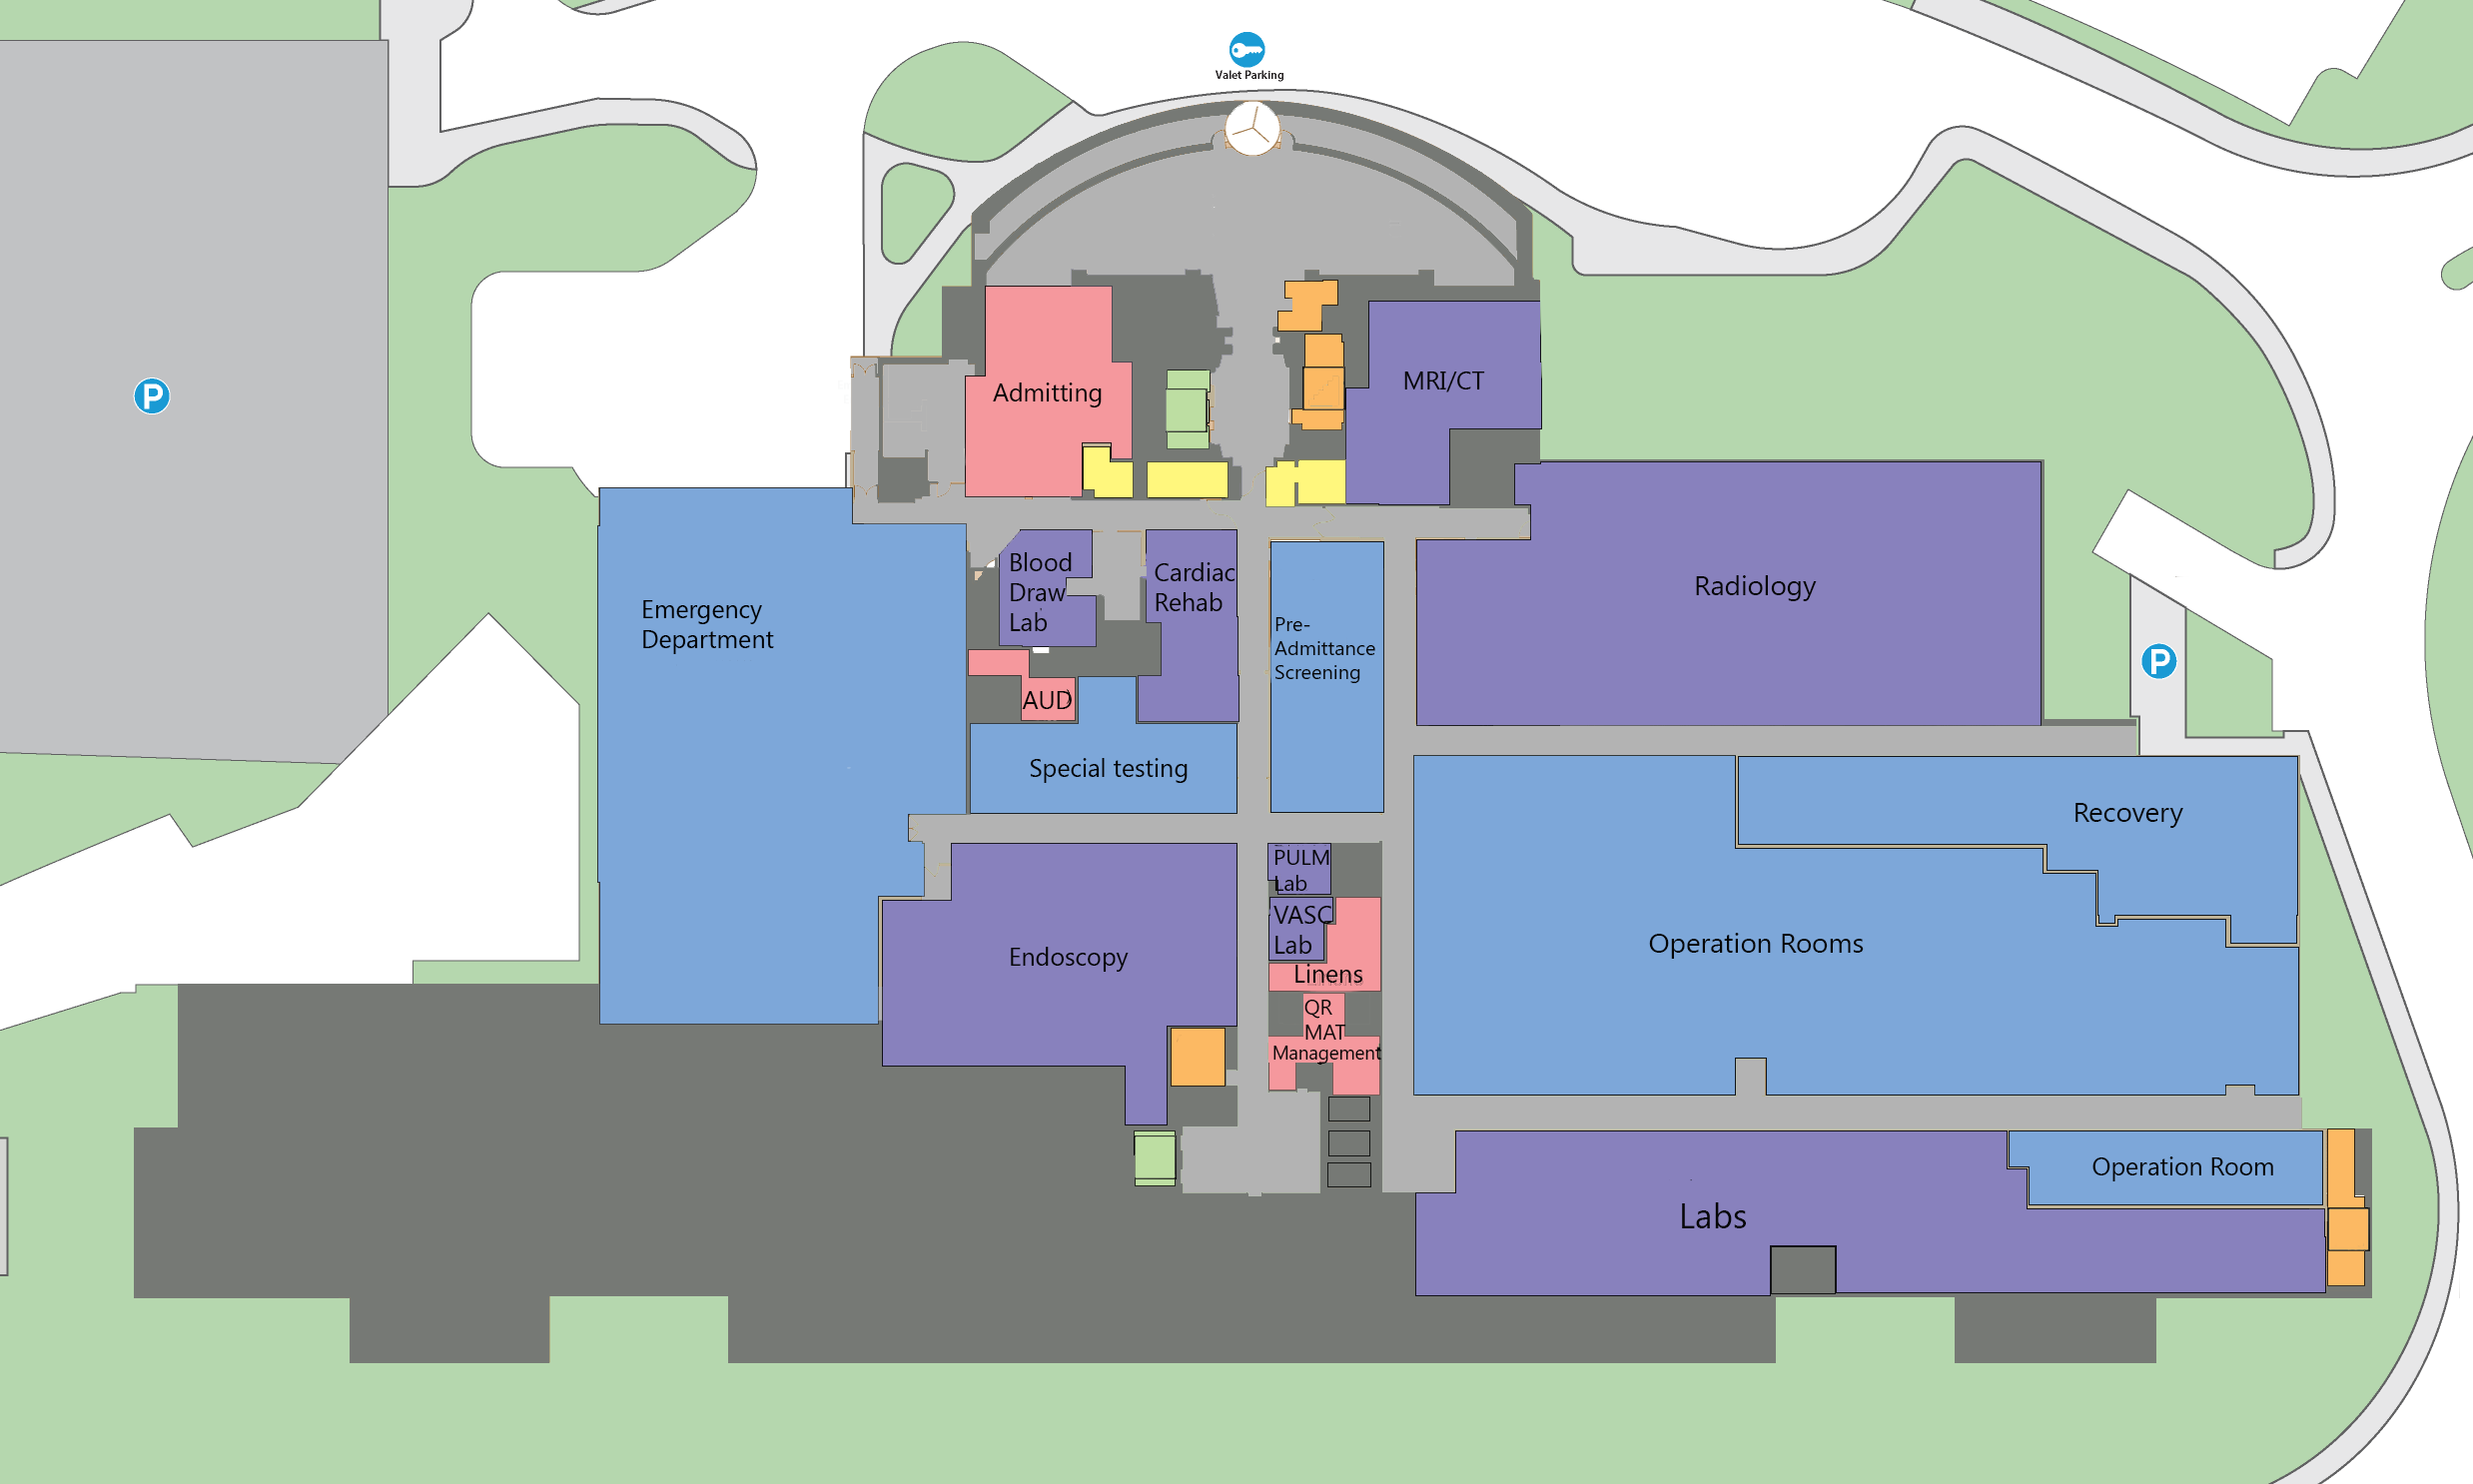 Valet Parking
P
Admitting
MRI/CT
Blood
Draw
Lab
Cardiac
Rehab
Emergency
Department
Pre-
Admittance
Screening
Radiology
P
AUD
Special testing
Recovery
PULM
Lab
VASC
Lab
Linens
Endoscopy
Operation Rooms
QR
MAT
Management
Operation Room
Labs